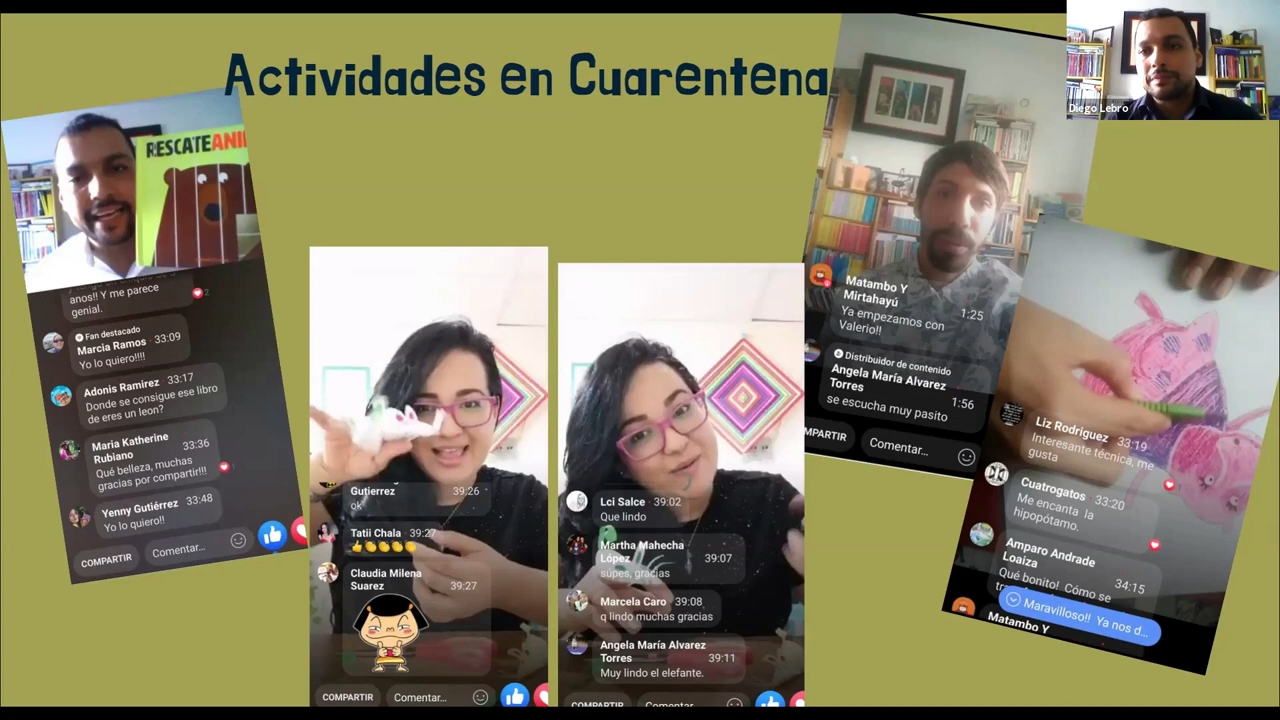 Actividades en Cuarentena
Diego Lebro
RESCATE
anos!! Y me parece
genial.
2
Fan destacado
Marcia Ramos · 33:09
Yo lo quiero!!!!
Adonis Ramirez 33:17
Donde se consigue ese libro
de eres un leon?
Maria Katherine
Rubiano · 33:36
Qué belleza, muchas
gracias por compartir!!!
Yenny Gutiérrez 33:48
Yo lo quiero!!
COMPARTIR
Comentar...
Gutierrez 39:26
ok
Tatii Chala · 39:27
👍👏👏👏👏
Claudia Milena
Suarez 39:27
COMPARTIR
Comentar...
Lci Salce · 39:02
Que lindo
Martha Mahecha
López 39:07
súpes, gracias
Marcela Caro · 39:08
q lindo muchas gracias
Angela María Alvarez
Torres 39:11
Muy lindo el elefante.
COMPARTIR
Comentar
Matambo Y
Mirtahayú 1:25
Ya empezamos con
Valerio!!
Distribuidor de contenido
Angela María Alvarez
Torres 1:56
se escucha muy pasito
MPARTIR
Comentar...
Liz Rodriguez 33:19
Interesante técnica, me
gusta
Cuatrogatos 33:20
Me encanta la
hipopótamo.
Amparo Andrade
Loaiza 34:15
Qué bonito! Cómo se
Maravilloso!! Ya nos d...
Matambo Y